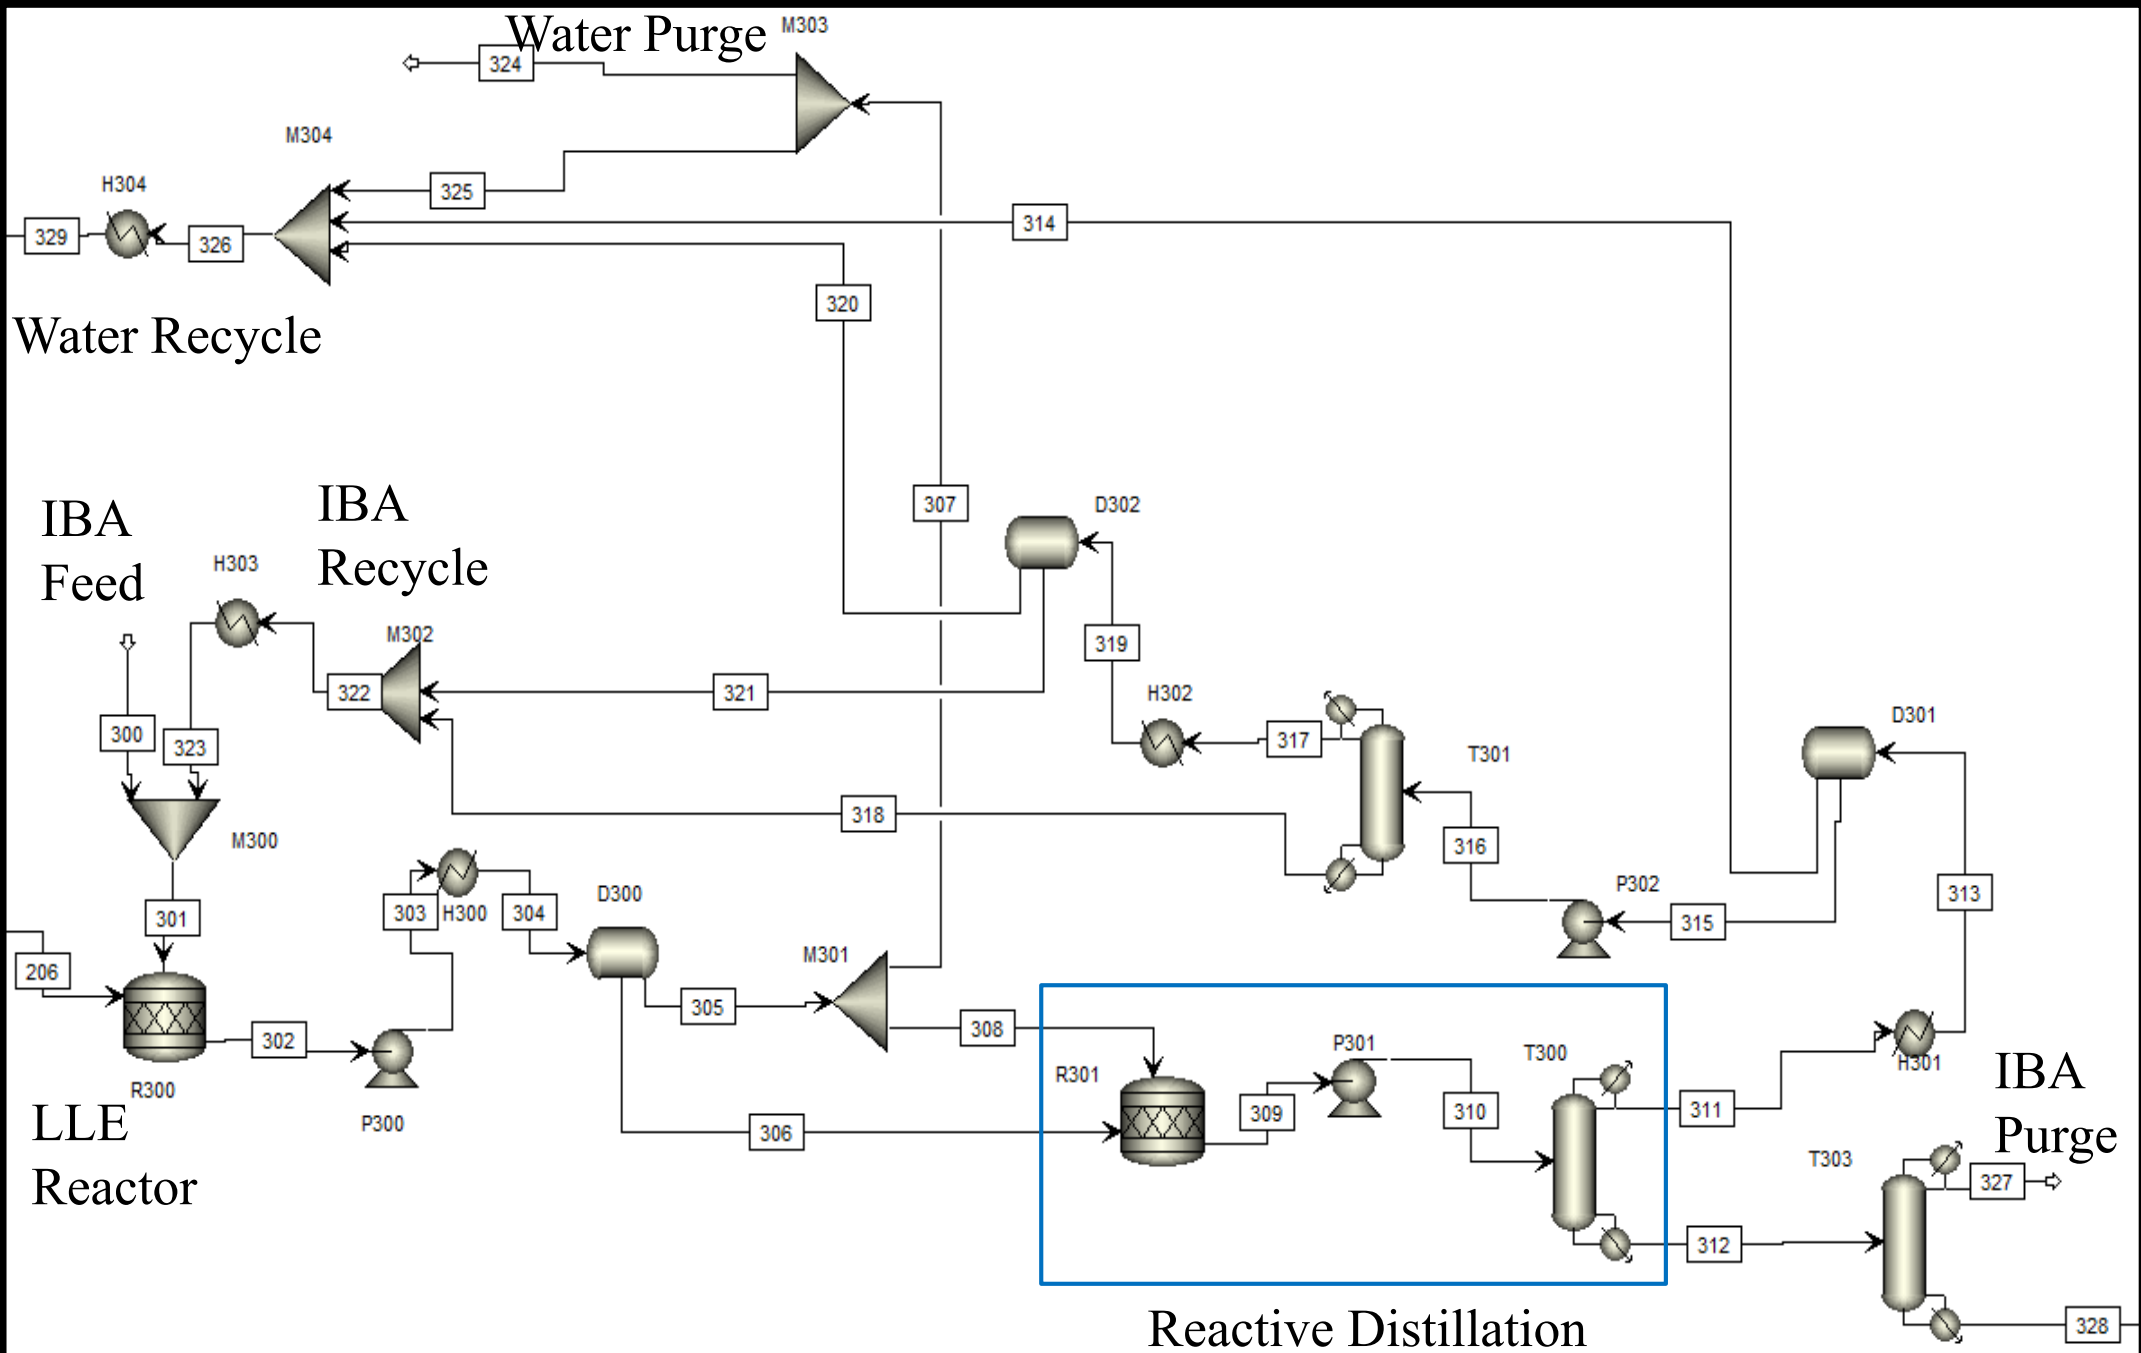 Water Purge
M303
324
M304
325
H304
314
329
326
320
Water Recycle
307
D302
IBA
Feed
IBA
Recycle
H303
M302
319
322
321
H302
300
323
317
T301
D301
318
M300
316
P302
313
301
D300
303
H300
304
315
M301
206
305
308
302
R300
P300
LLE
Reactor
R301
P301
T300
H301
309
310
311
306
IBA
Purge
T303
327
312
328
Reactive Distillation